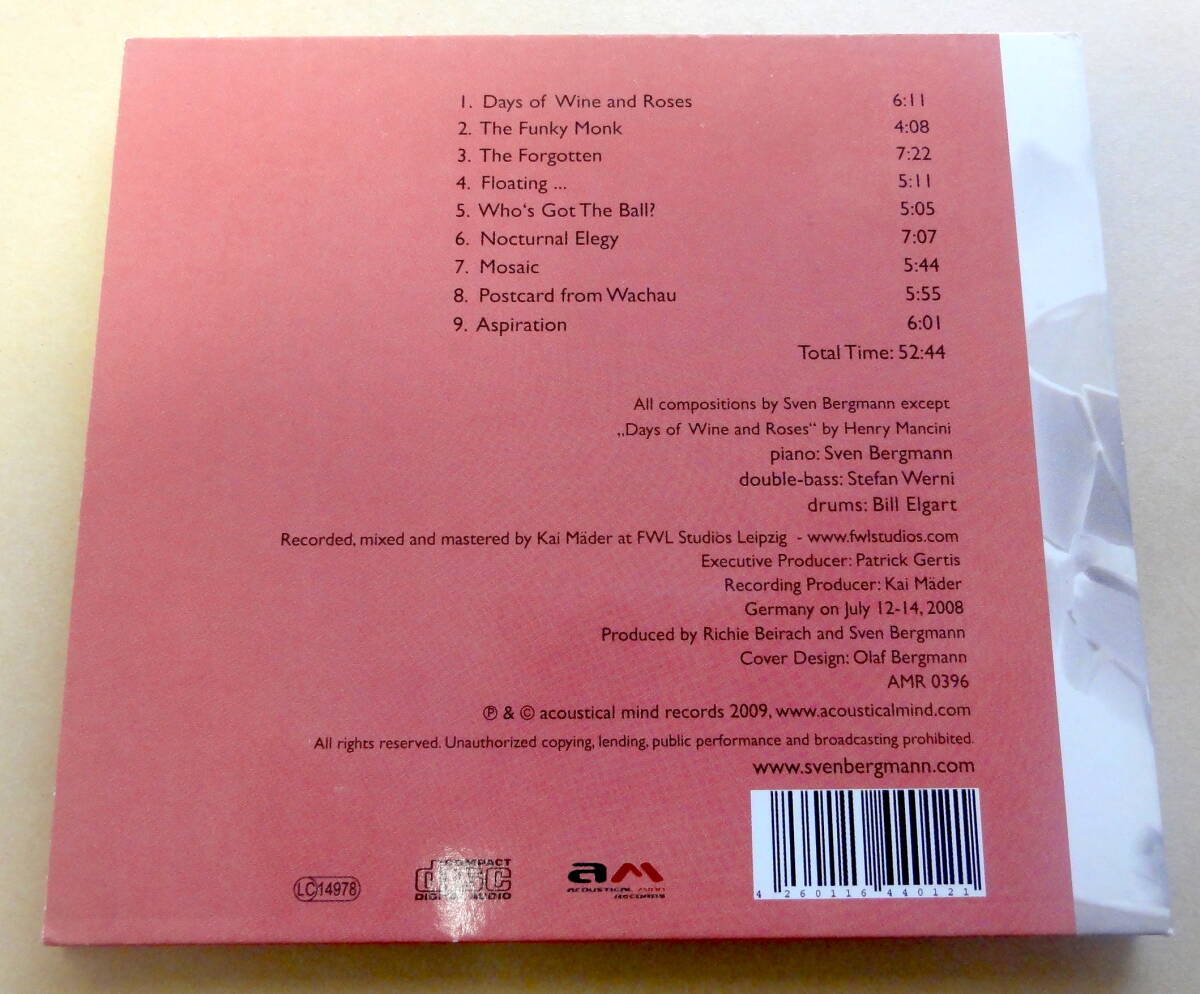 1. Days of Wine and Roses 6:11
2. The Funky Monk 4:08
3. The Forgotten 7:22
4. Floating ... 5:11
5. Who‘s Got The Ball? 5:05
6. Nocturnal Elegy 7:07
7. Mosaic 5:44
8. Postcard from Wachau 5:55
9. Aspiration 6:01
Total Time: 52:44
All compositions by Sven Bergmann except
„Days of Wine and Roses“ by Henry Mancini
piano: Sven Bergmann
double-bass: Stefan Werni
drums: Bill Elgart
Recorded, mixed and mastered by Kai Mäder at FWL Studios Leipzig - www.fwlstudios.com
Executive Producer: Patrick Gertis
Recording Producer: Kai Mäder
Germany on July 12-14, 2008
Produced by Richie Beirach and Sven Bergmann
Cover Design: Olaf Bergmann
AMR 0396
℗ & © acoustical mind records 2009, www.acousticalmind.com
All rights reserved. Unauthorized copying, lending, public performance and broadcasting prohibited.
www.svenbergmann.com
LC 14978
COMPACT
disc
DIGITAL AUDIO
am
ACOUSTICAL MIND
RECORDS
4 260116 440121